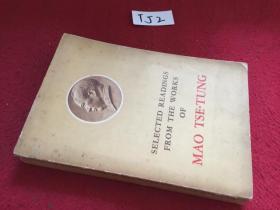 TJ2
SELECTED READINGS
FROM THE WORKS
OF
MAO TSE-TUNG